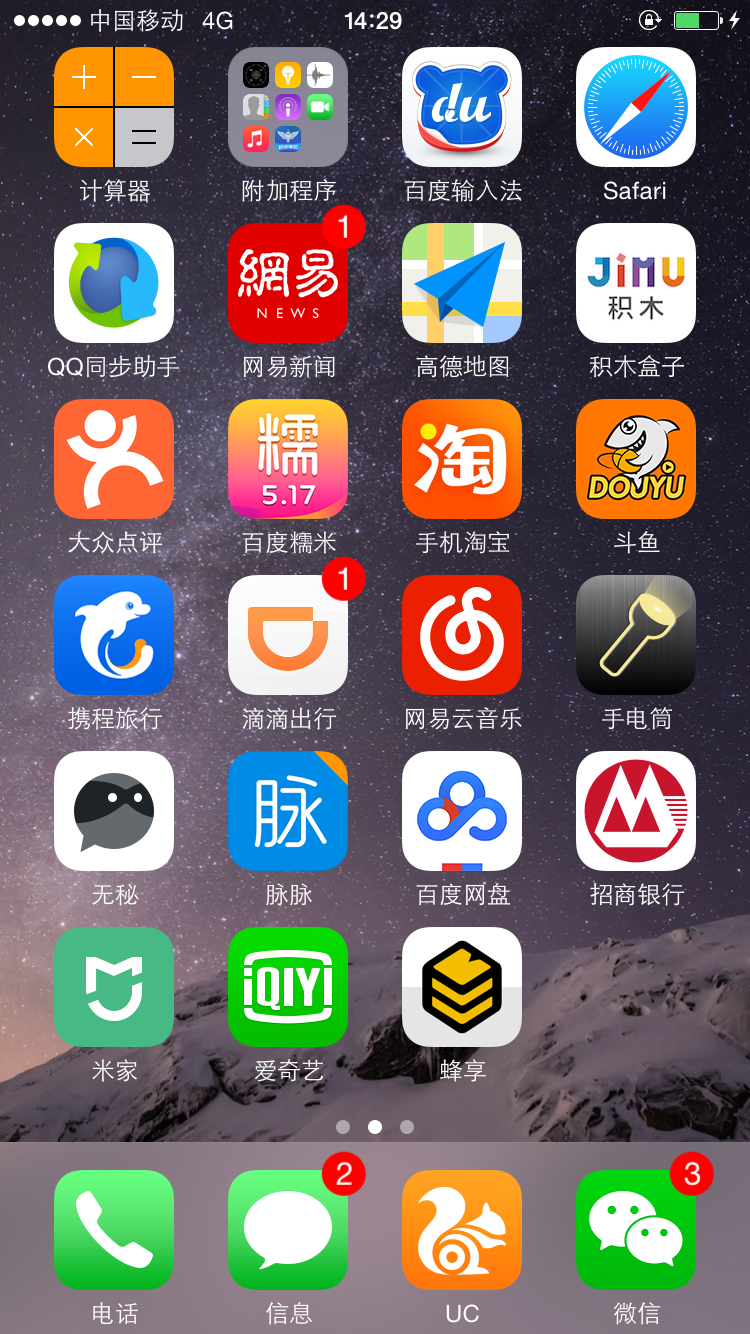 中国移动 4G 14:29
计算器 附加程序 百度输入法 Safari
du
1
網易
NEWS
JIMU
积木
QQ同步助手 网易新闻 高德地图 积木盒子
糯
5.17
淘
DOUYU
大众点评 百度糯米 手机淘宝 斗鱼
1
携程旅行 滴滴出行 网易云音乐 手电筒
脉
无秘 脉脉 百度网盘 招商银行
iQIYI
米家 爱奇艺 蜂享
2 3
电话 信息 UC 微信